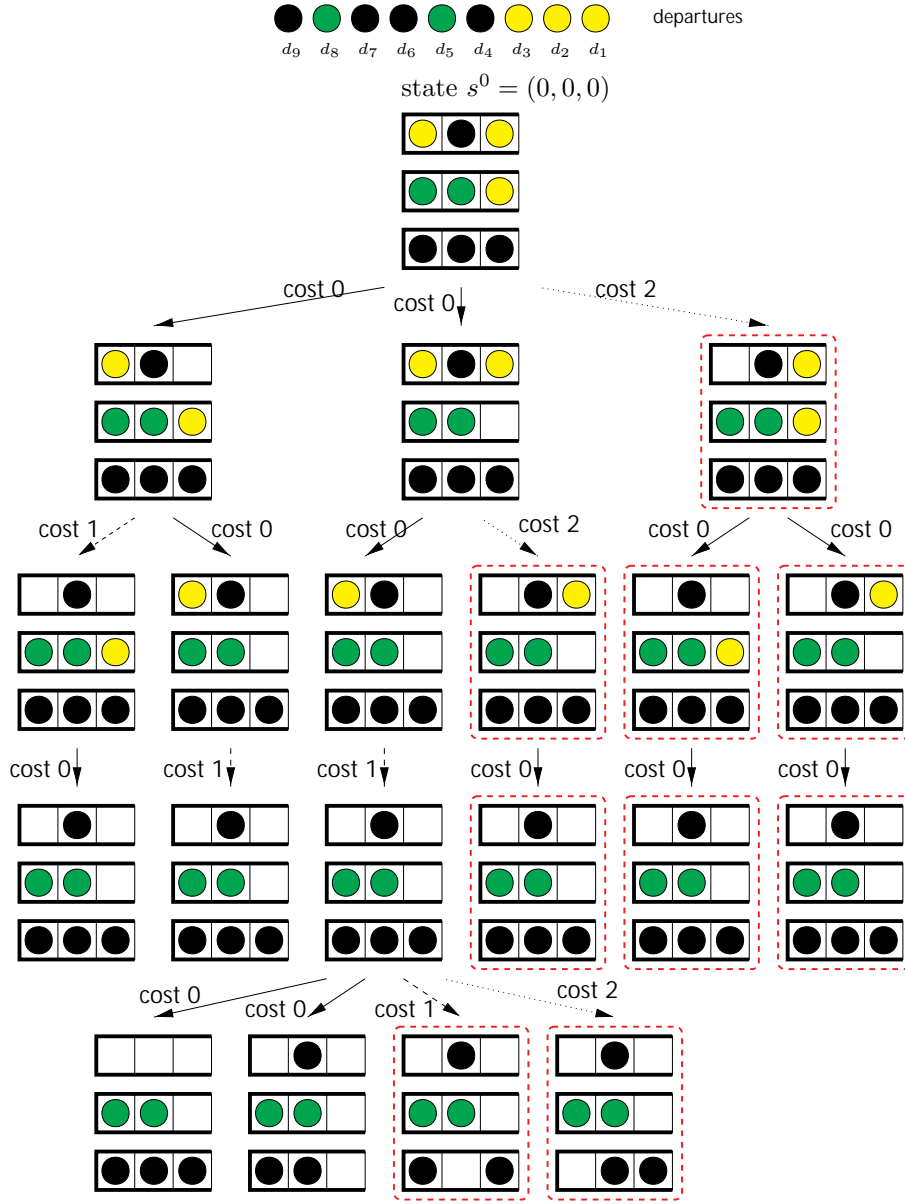 departures
d₉ d₈ d₇ d₆ d₅ d₄ d₃ d₂ d₁
state s⁰ = (0, 0, 0)
cost 0 cost 0 cost 2
cost 1 cost 0 cost 0 cost 2 cost 0 cost 0
cost 0 cost 1 cost 1 cost 0 cost 0 cost 0
cost 0 cost 0 cost 1 cost 2